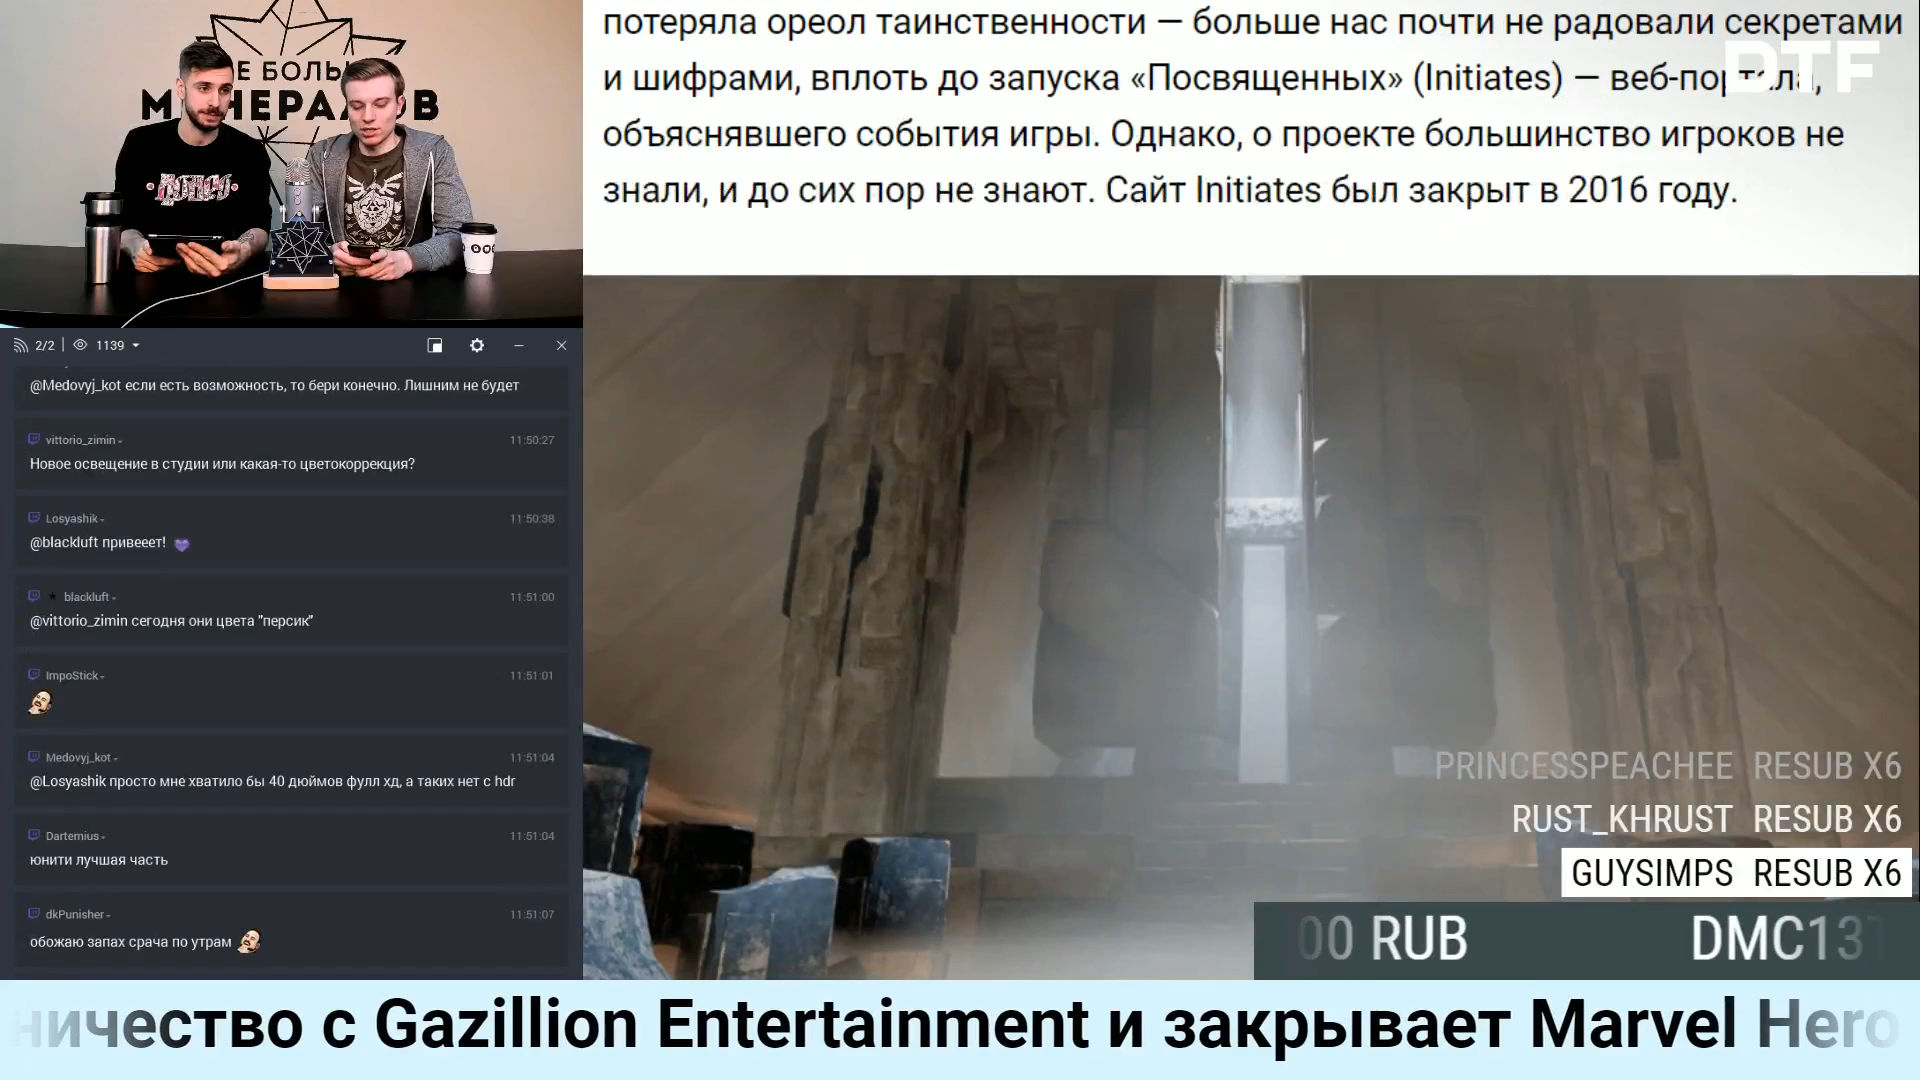 потеряла ореол таинственности — больше нас почти не радовали секретами
и шифрами, вплоть до запуска «Посвященных» (Initiates) — веб-портала,
объяснявшего события игры. Однако, о проекте большинство игроков не
знали, и до сих пор не знают. Сайт Initiates был закрыт в 2016 году.
DTF
2/2 | 1139
@Medovyj_kot если есть возможность, то бери конечно. Лишним не будет
vittorio_zimin 11:50:27
Новое освещение в студии или какая-то цветокоррекция?
Losyashik 11:50:38
@blackluft привееет!
blackluft 11:51:00
@vittorio_zimin сегодня они цвета "персик"
ImpoStick 11:51:01
Medovyj_kot 11:51:04
@Losyashik просто мне хватило бы 40 дюймов фулл хд, а таких нет с hdr
Dartemius 11:51:04
юнити лучшая часть
dkPunisher 11:51:07
обожаю запах срача по утрам
PRINCESSPEACHEE RESUB X6
RUST_KHRUST RESUB X6
GUYSIMPS RESUB X6
00 RUB DMC13
ничество с Gazillion Entertainment и закрывает Marvel Hero